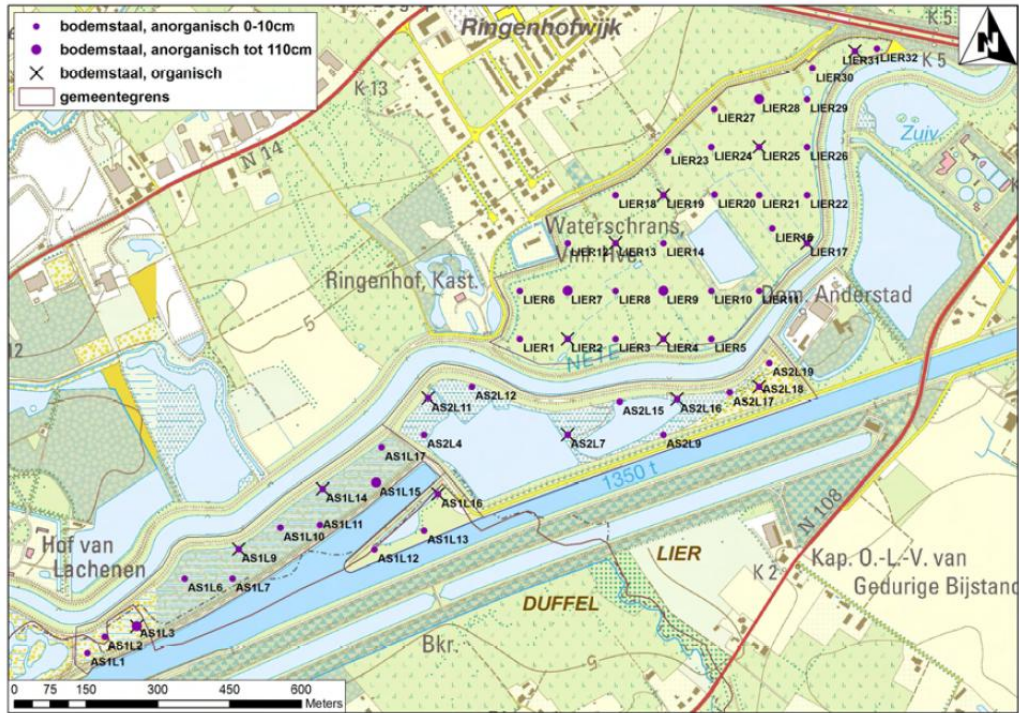 bodemstaal, anorganisch 0-10cm
bodemstaal, anorganisch tot 110cm
bodemstaal, organisch
gemeentegrens
Ringenhofwijk
K 5
N
K 13
N 14
LIER31
LIER32
K 5
LIER30
LIER27
LIER28
LIER29
Zuiv.
LIER23
LIER24
LIER25
LIER26
LIER18
LIER19
LIER20
LIER21
LIER22
Waterschrans,
LIER16
LIER12
LIER13
LIER14
LIER17
Ringenhof, Kast.
LIER6
LIER7
LIER8
LIER9
LIER10
LIER11
Dom. Anderstad
5
LIER1
LIER2
LIER3
LIER4
LIER5
NETE
AS2L19
AS2L12
AS2L18
AS2L11
AS2L17
AS2L15
AS2L16
AS2L4
AS2L7
AS2L9
AS1L17
1350 t
AS1L14
AS1L15
AS1L16
N 108
AS1L10
AS1L11
AS1L13
Hof van
Lachenen
AS1L9
AS1L12
LIER
K 2
Kap. O.-L.-V. van
Gedurige Bijstand
AS1L6
AS1L7
DUFFEL
AS1L3
AS1L2
AS1L1
Bkr.
5
0 75 150 300 450 600
Meters